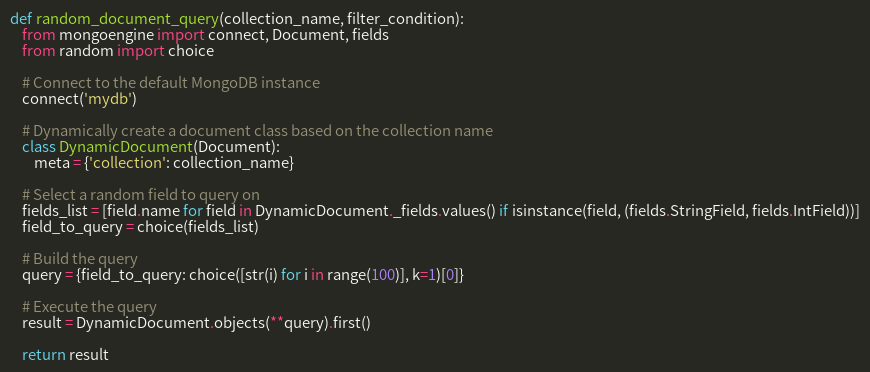 def random_document_query(collection_name, filter_condition):
    from mongoengine import connect, Document, fields
    from random import choice

    # Connect to the default MongoDB instance
    connect('mydb')

    # Dynamically create a document class based on the collection name
    class DynamicDocument(Document):
        meta = {'collection': collection_name}

    # Select a random field to query on
    fields_list = [field.name for field in DynamicDocument._fields.values() if isinstance(field, (fields.StringField, fields.IntField))]
    field_to_query = choice(fields_list)

    # Build the query
    query = {field_to_query: choice([str(i) for i in range(100)], k=1)[0]}

    # Execute the query
    result = DynamicDocument.objects(**query).first()

    return result